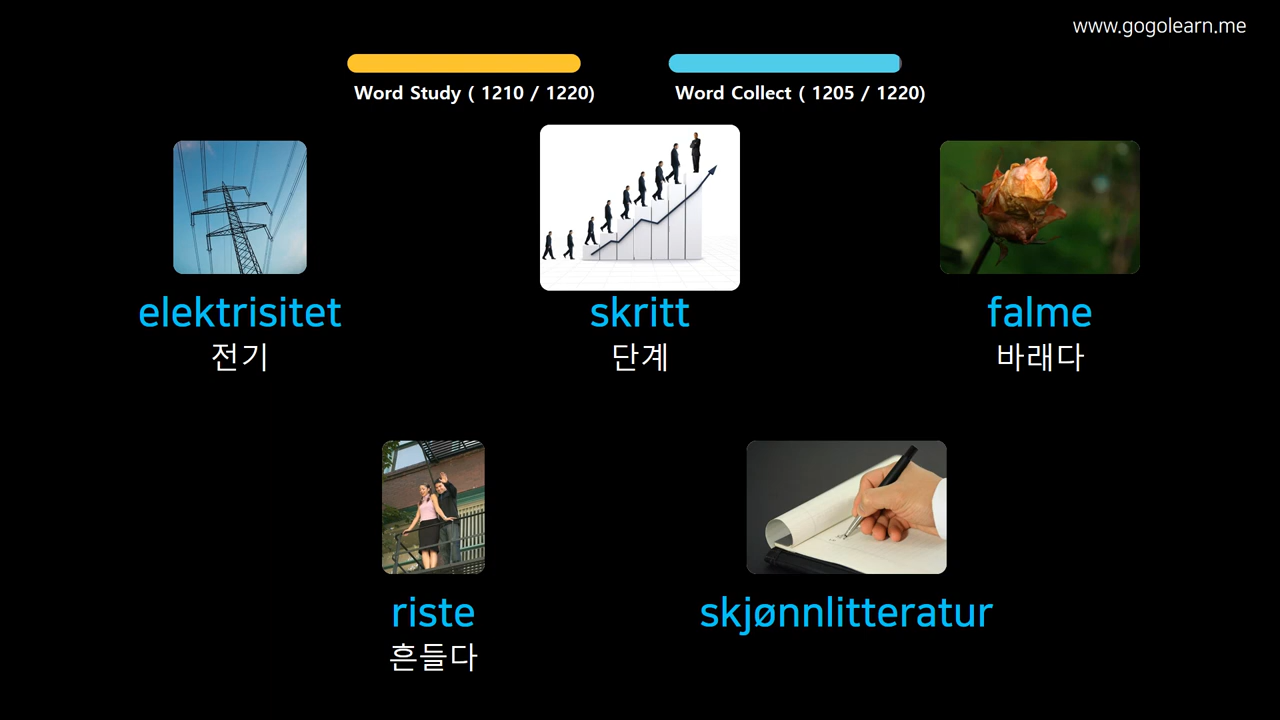 www.gogolearn.me
Word Study ( 1210 / 1220)
Word Collect ( 1205 / 1220)
elektrisitet
전기
skritt
단계
falme
바래다
riste
흔들다
skjønnlitteratur